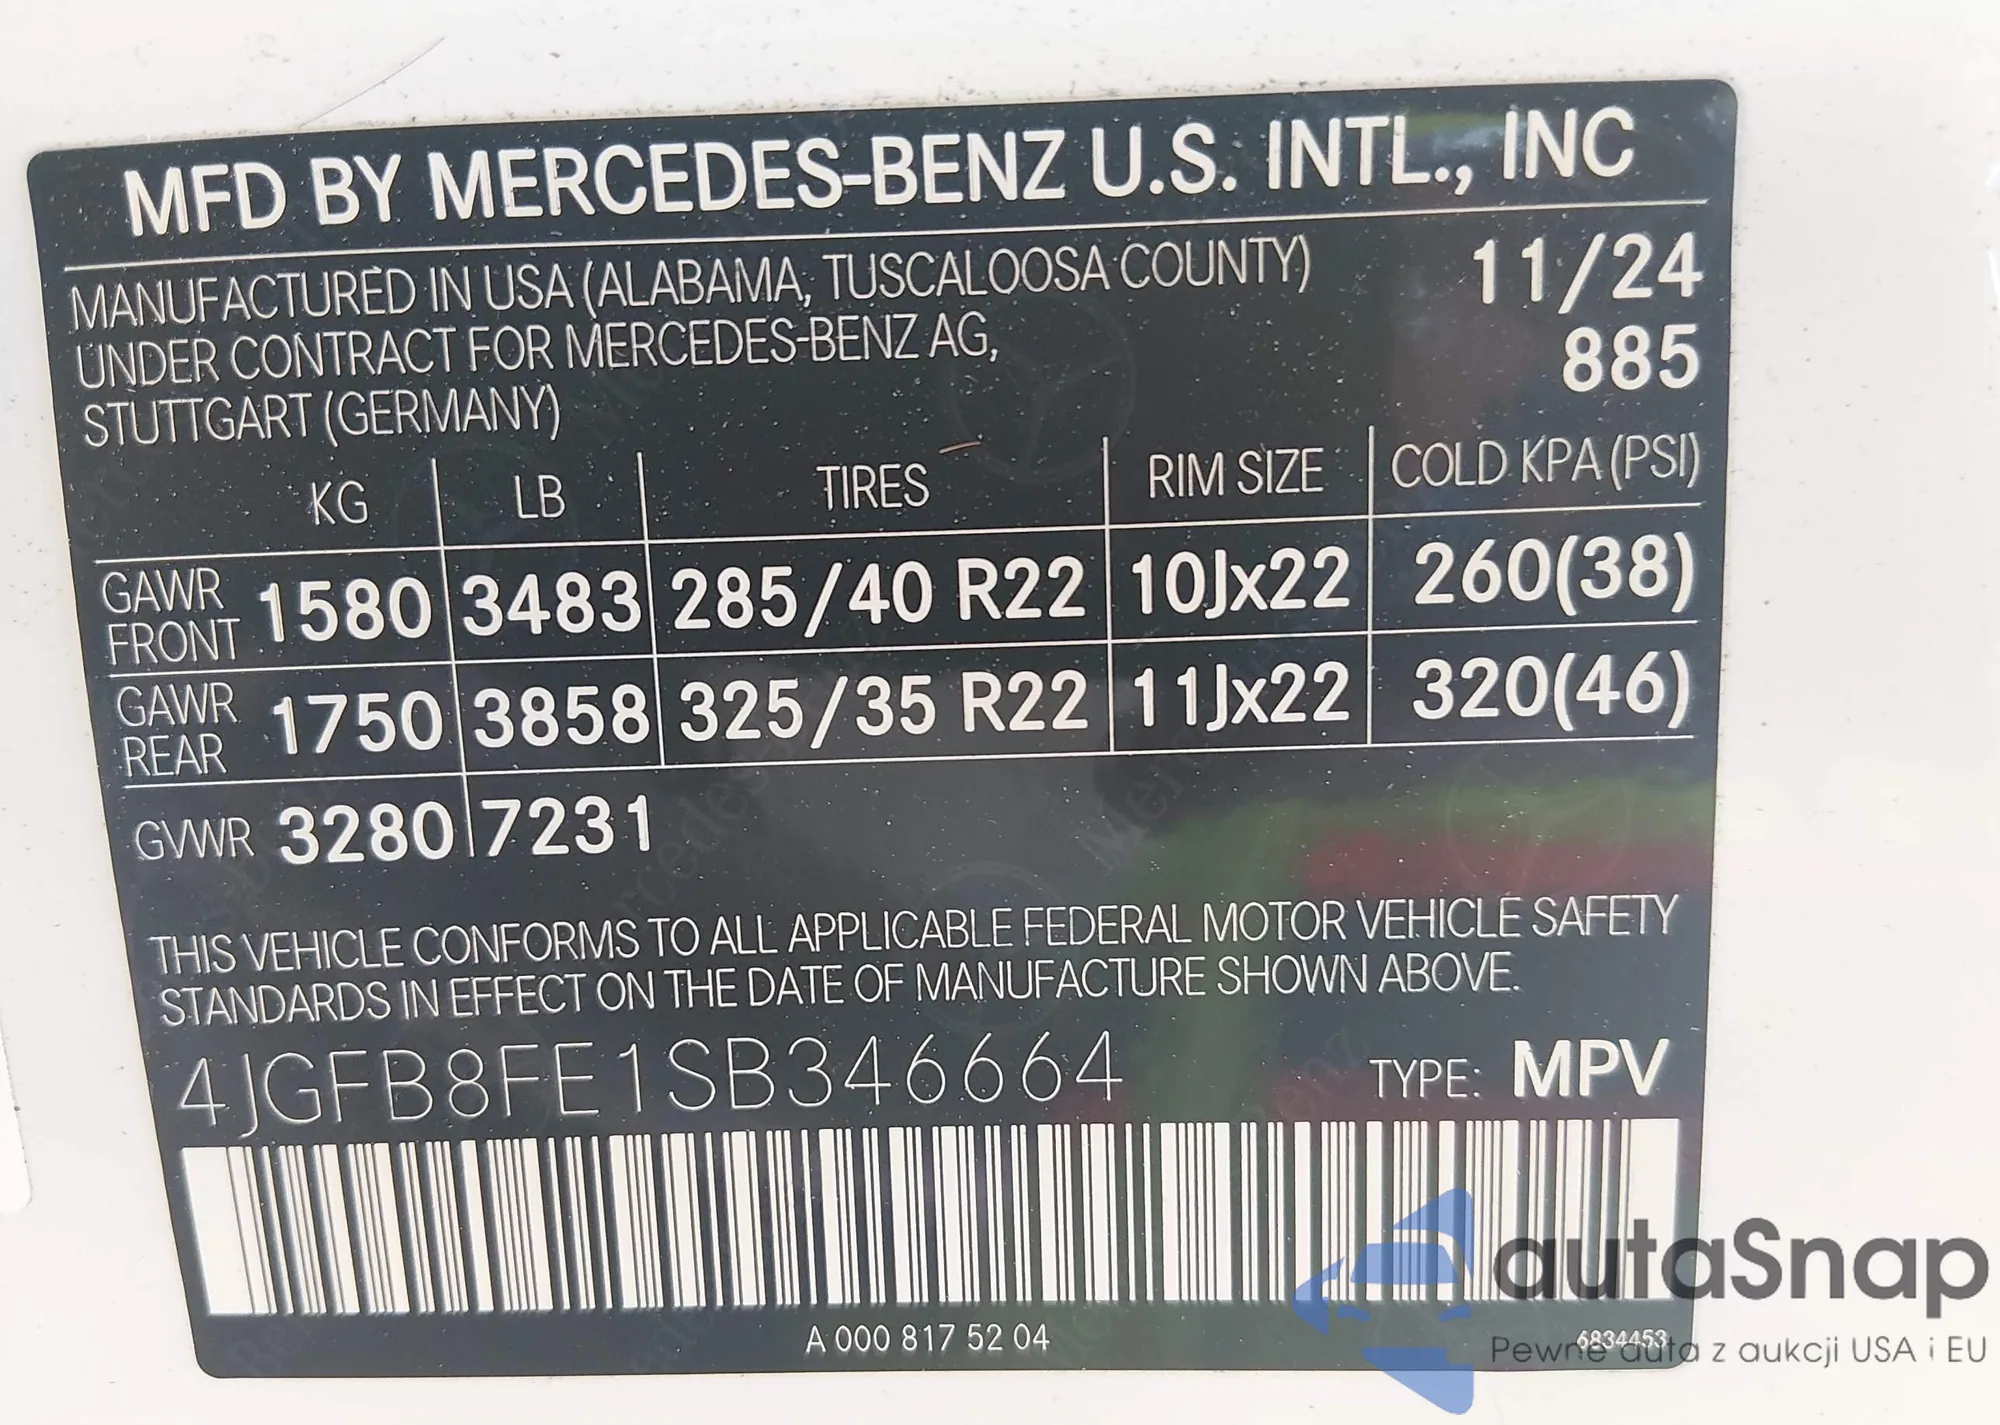 MFD BY MERCEDES-BENZ U.S. INTL., INC
MANUFACTURED IN USA (ALABAMA, TUSCALOOSA COUNTY) 11/24
UNDER CONTRACT FOR MERCEDES-BENZ AG, 885
STUTTGART (GERMANY)
KG LB TIRES RIM SIZE COLD KPA (PSI)
GAWR FRONT 1580 3483 285/40 R22 10Jx22 260(38)
GAWR REAR 1750 3858 325/35 R22 11Jx22 320(46)
GVWR 3280 7231
THIS VEHICLE CONFORMS TO ALL APPLICABLE FEDERAL MOTOR VEHICLE SAFETY
STANDARDS IN EFFECT ON THE DATE OF MANUFACTURE SHOWN ABOVE.
4JGFB8FE1SB346664 TYPE: MPV
A 000 817 52 04
6834453
autaSnap
Pewne auta z aukcji USA i EU